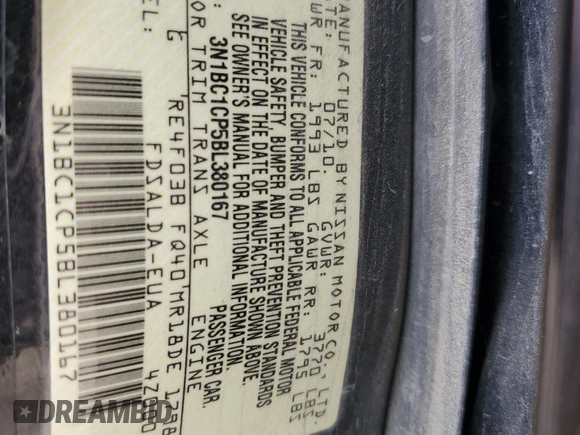 MANUFACTURED BY NISSAN MOTOR CO., LTD.
DATE: 07/10. GVWR: 3770 LBS
GAWR FR: 1993 LBS GAWR RR: 1795 LBS
THIS VEHICLE CONFORMS TO ALL APPLICABLE FEDERAL MOTOR
VEHICLE SAFETY, BUMPER AND THEFT PREVENTION STANDARDS
IN EFFECT ON THE DATE OF MANUFACTURE SHOWN ABOVE.
SEE OWNER'S MANUAL FOR ADDITIONAL INFORMATION.
3N1BC1CP5BL380167 PASSENGER CAR.
OR TRIM TRANS AXLE ENGINE
G RE4F03B FQ40 MR18DE
EL: FDSALDA-EUA
3N1BC1CP5BL380167
DREAMBID